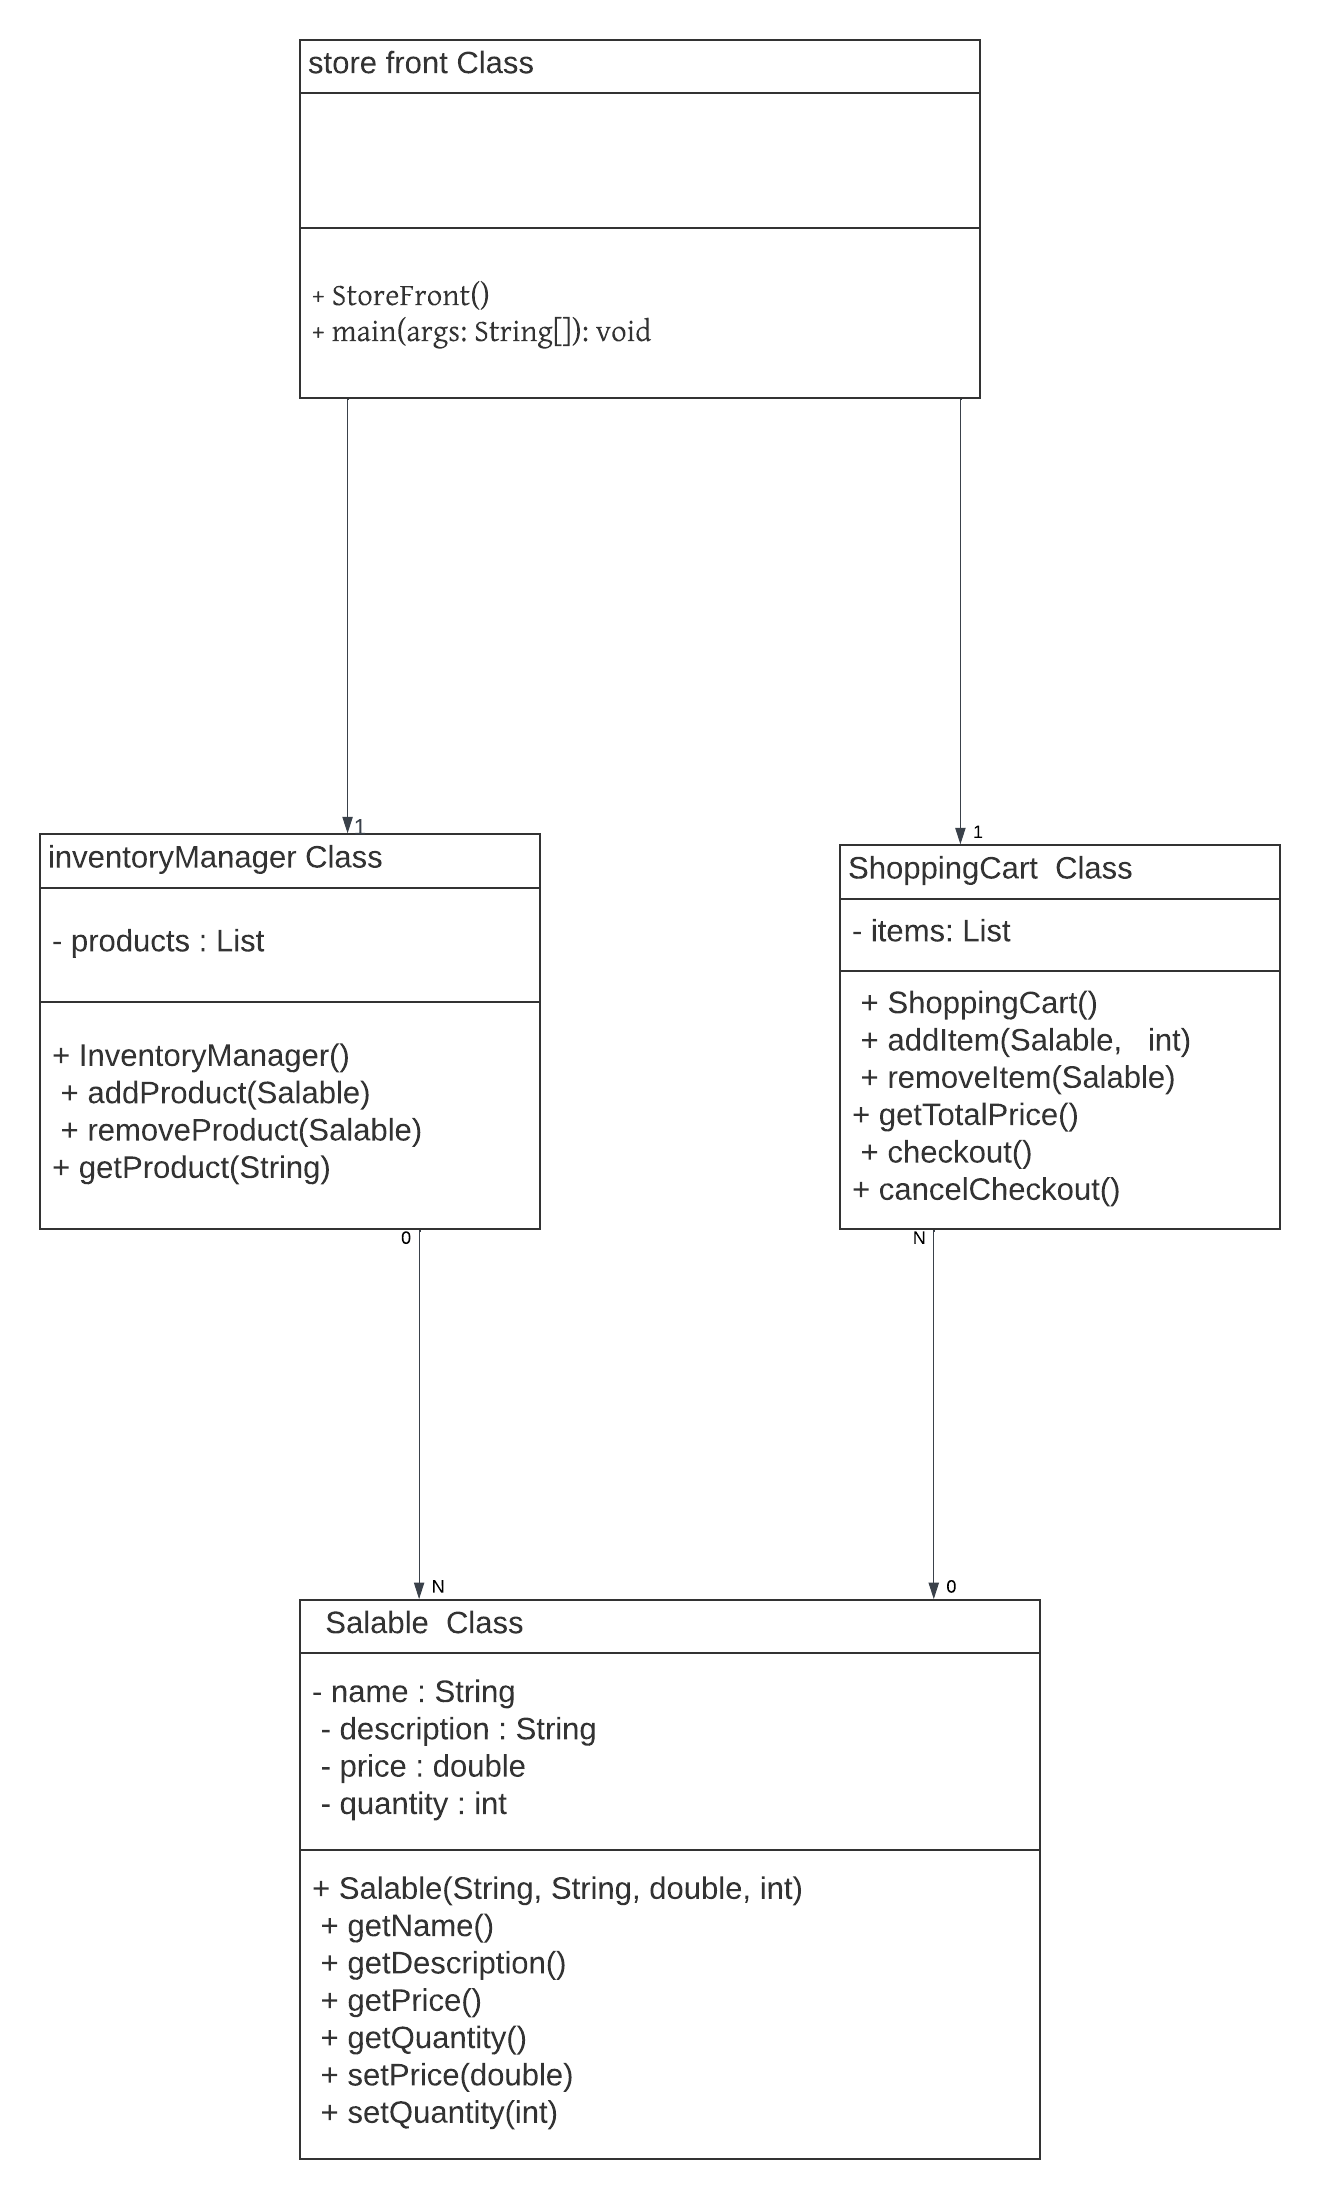 store front Class
+ StoreFront()
+ main(args: String[]): void
1
inventoryManager Class
- products : List
+ InventoryManager()
+ addProduct(Salable)
+ removeProduct(Salable)
+ getProduct(String)
0
1
ShoppingCart  Class
- items: List
+ ShoppingCart()
+ addItem(Salable,   int)
+ removeItem(Salable)
+ getTotalPrice()
+ checkout()
+ cancelCheckout()
N
N
0
Salable  Class
- name : String
- description : String
- price : double
- quantity : int
+ Salable(String, String, double, int)
+ getName()
+ getDescription()
+ getPrice()
+ getQuantity()
+ setPrice(double)
+ setQuantity(int)